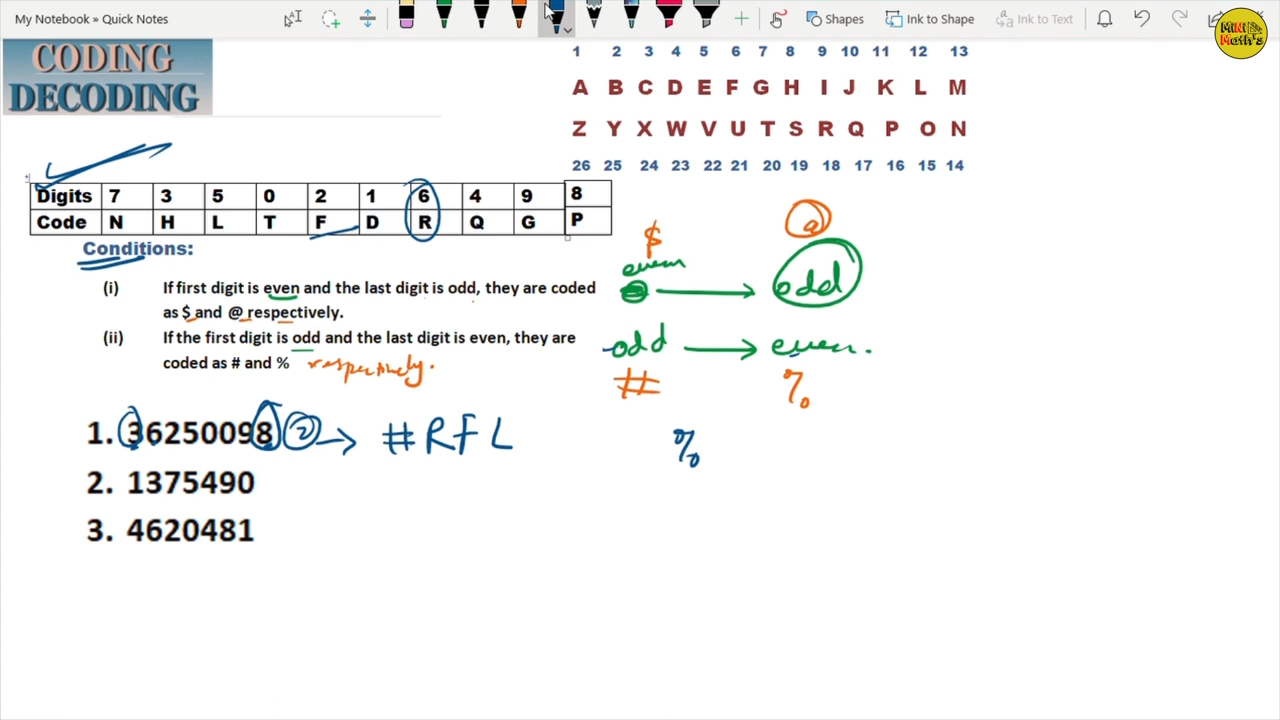 My Notebook » Quick Notes
Shapes
Ink to Shape
Ink to Text
MiNi
Math's
CODING
DECODING
1 2 3 4 5 6 7 8 9 10 11 12 13
A B C D E F G H I J K L M
Z Y X W V U T S R Q P O N
26 25 24 23 22 21 20 19 18 17 16 15 14
Digits 7 3 5 0 2 1 6 4 9 8
Code N H L T F D R Q G P
Conditions:
(i) If first digit is even and the last digit is odd, they are coded
as $ and @ respectively.
(ii) If the first digit is odd and the last digit is even, they are
coded as # and % respectively.
$ @
even → odd
odd → even.
# %
1. 36250098 2 → # R F L %
2. 1375490
3. 4620481